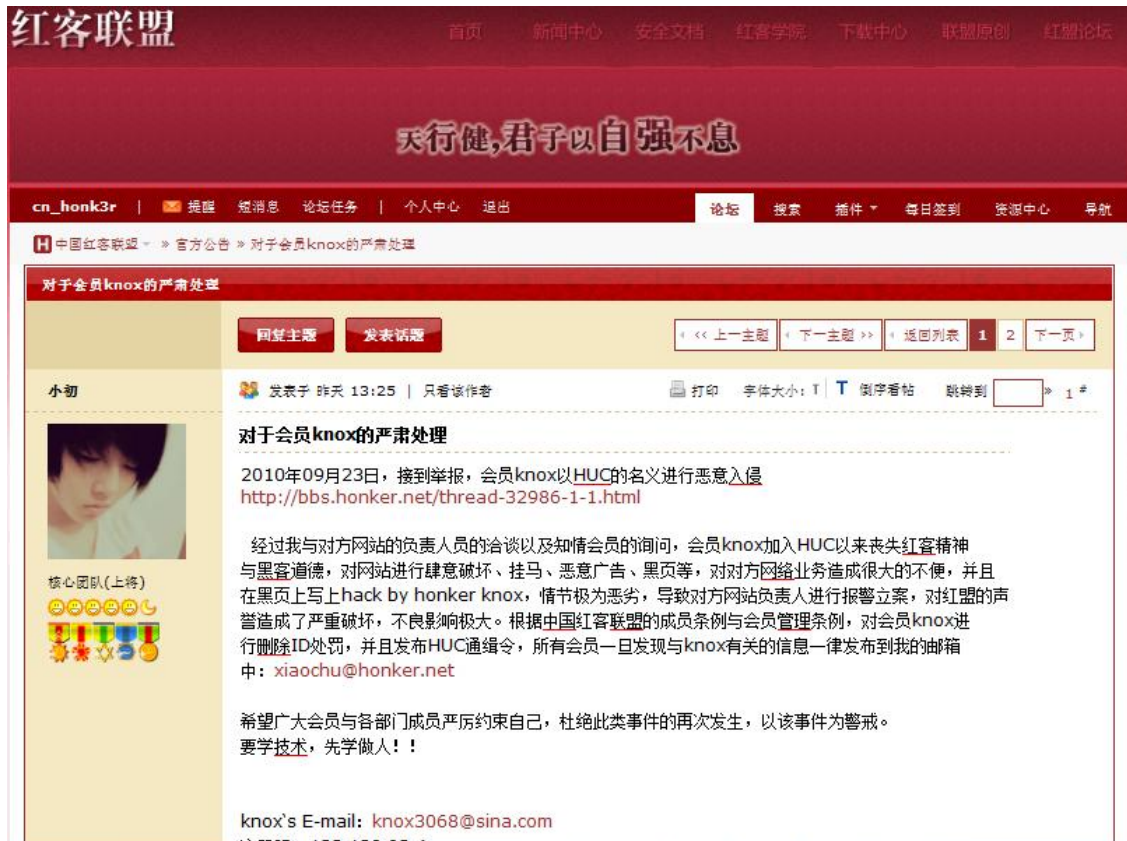 红客联盟
首页 新闻中心 安全文档 红客学院 下载中心 联盟原创 红盟论坛
天行健,君子以自强不息
cn_honk3r | 提醒 短消息 论坛任务 | 个人中心 退出 论坛 搜索 插件 每日签到 资源中心 导航
H 中国红客联盟 » 官方公告 » 对于会员knox的严肃处理
对于会员knox的严肃处理
回复主题 发表话题 << 上一主题 下一主题 >> 返回列表 1 2 下一页
小初 发表于 昨天 13:25 | 只看该作者 打印 字体大小: T T 倒序看帖 跳转到 » 1 #
对于会员knox的严肃处理
2010年09月23日，接到举报，会员knox以HUC的名义进行恶意入侵
http://bbs.honker.net/thread-32986-1-1.html
经过我与对方网站的负责人员的洽谈以及知情会员的询问，会员knox加入HUC以来丧失红客精神
与黑客道德，对网站进行肆意破坏、挂马、恶意广告、黑页等，对对方网络业务造成很大的不便，并且
在黑页上写上hack by honker knox，情节极为恶劣，导致对方网站负责人进行报警立案，对红盟的声
誉造成了严重破坏，不良影响极大。根据中国红客联盟的成员条例与会员管理条例，对会员knox进
行删除ID处罚，并且发布HUC通缉令，所有会员一旦发现与knox有关的信息一律发布到我的邮箱
中：xiaochu@honker.net
核心团队(上将)
希望广大会员与各部门成员严厉约束自己，杜绝此类事件的再次发生，以该事件为警戒。
要学技术，先学做人！！
knox`s E-mail：knox3068@sina.com